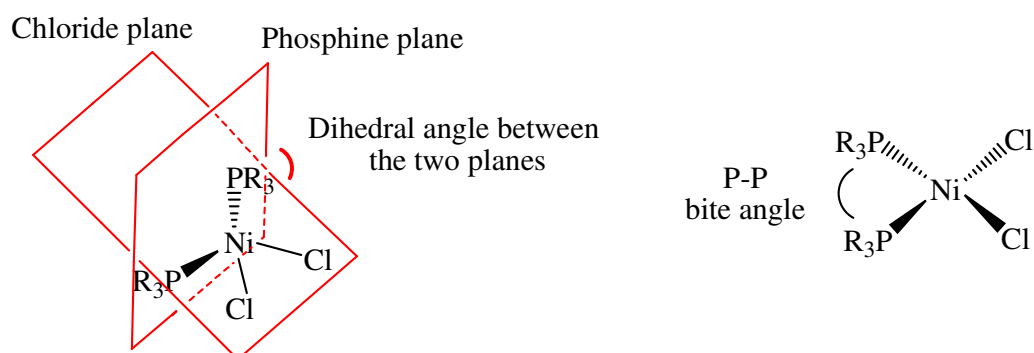 Chloride plane
Phosphine plane
Dihedral angle between
the two planes
PR₃
Ni
Cl
R₃P
Cl
P-P
bite angle
R₃P
Cl
Ni
R₃P
Cl